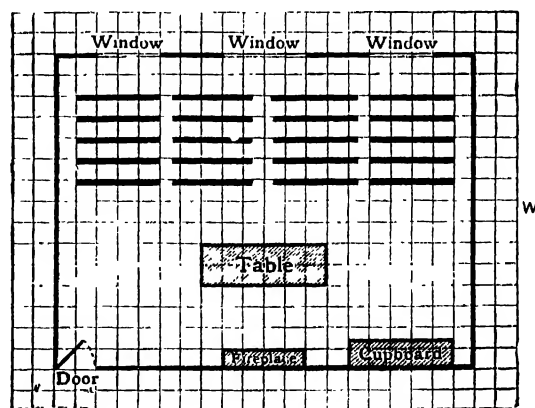 Window Window Window
W
Table
Fireplace Cupboard
Door